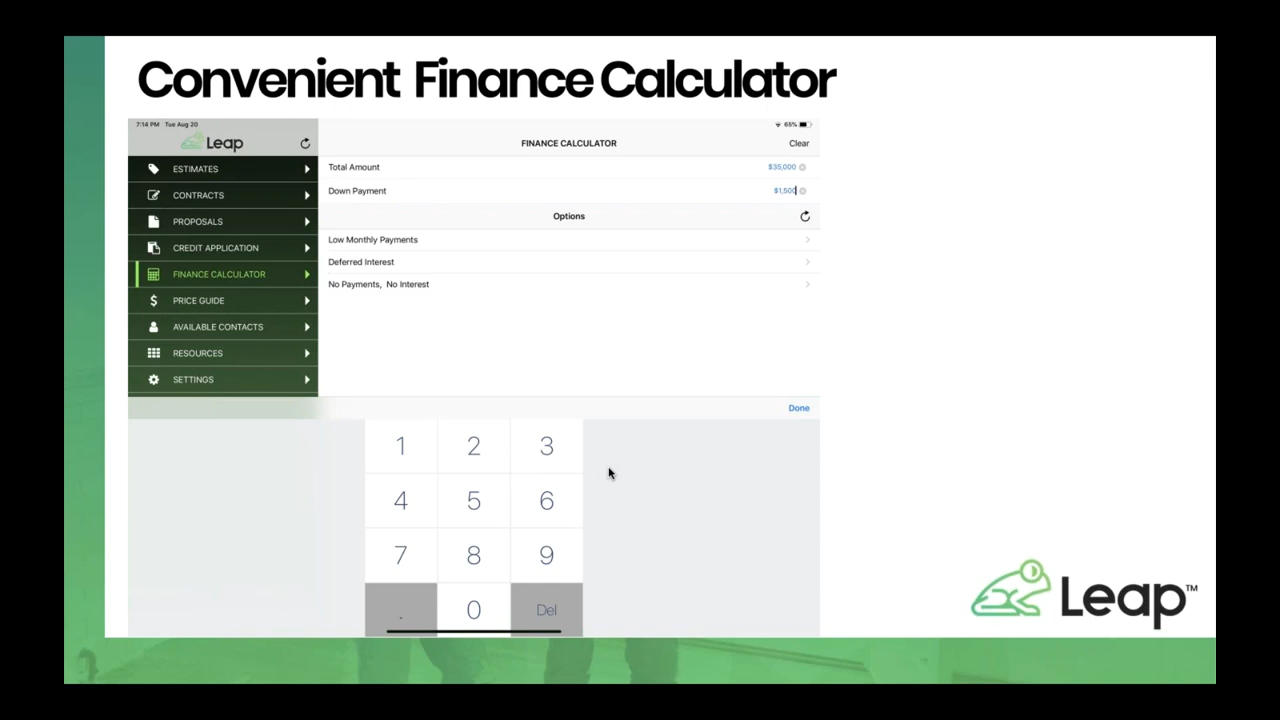 Convenient Finance Calculator
7:14 PM Tue Aug 20
65%
Leap
FINANCE CALCULATOR
Clear
ESTIMATES
CONTRACTS
PROPOSALS
CREDIT APPLICATION
FINANCE CALCULATOR
PRICE GUIDE
AVAILABLE CONTACTS
RESOURCES
SETTINGS
Total Amount $35,000
Down Payment $1,500
Options
Low Monthly Payments
Deferred Interest
No Payments, No Interest
Done
1 2 3
4 5 6
7 8 9
. 0 Del
Leap™